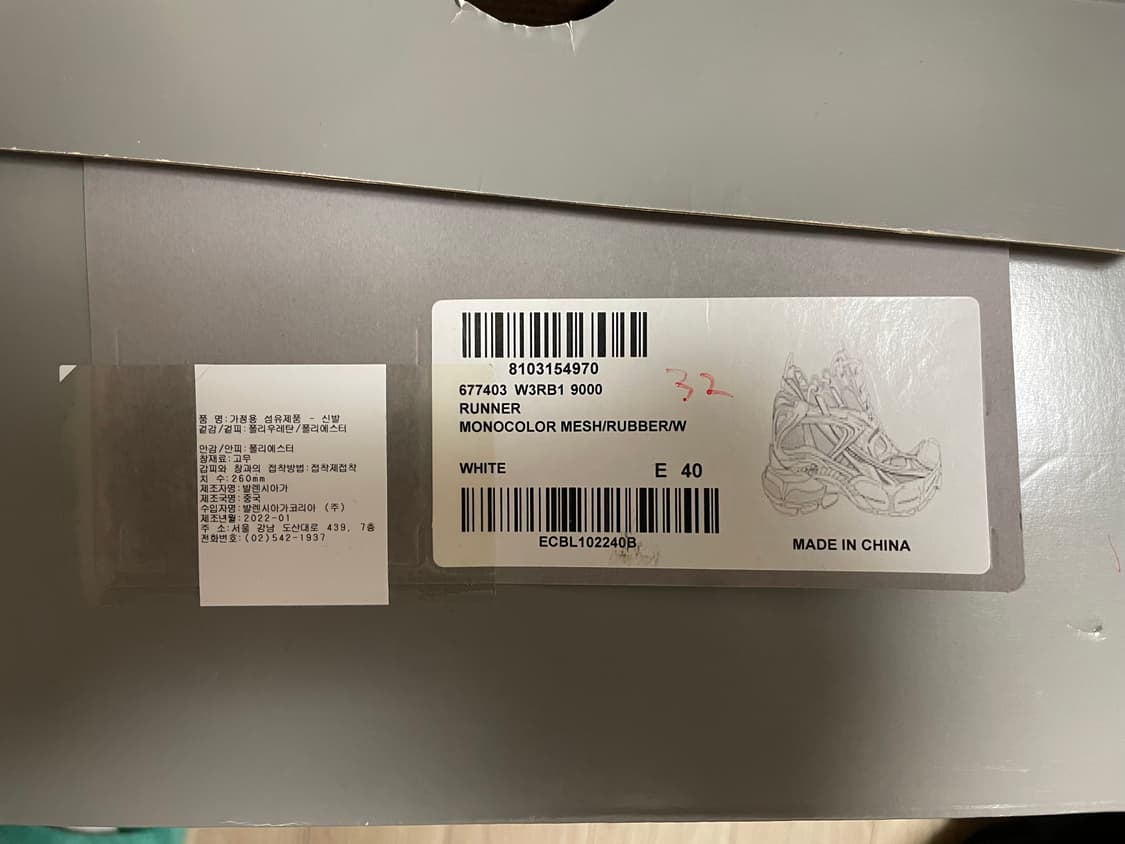 품 명:가정용 섬유제품 - 신발
겉감/겉피:폴리우레탄/폴리에스터
안감/안피:폴리에스터
창재료:고무
갑피와 창과의 접착방법:접착제접착
치 수:260mm
제조자명:발렌시아가
제조국명:중국
수입자명:발렌시아가코리아 (주)
제조년월:2022-01
주 소:서울 강남 도산대로 439, 7층
전화번호:(02)542-1937
8103154970
677403 W3RB1 9000
RUNNER
MONOCOLOR MESH/RUBBER/W
32
WHITE
E 40
ECBL102240B
MADE IN CHINA